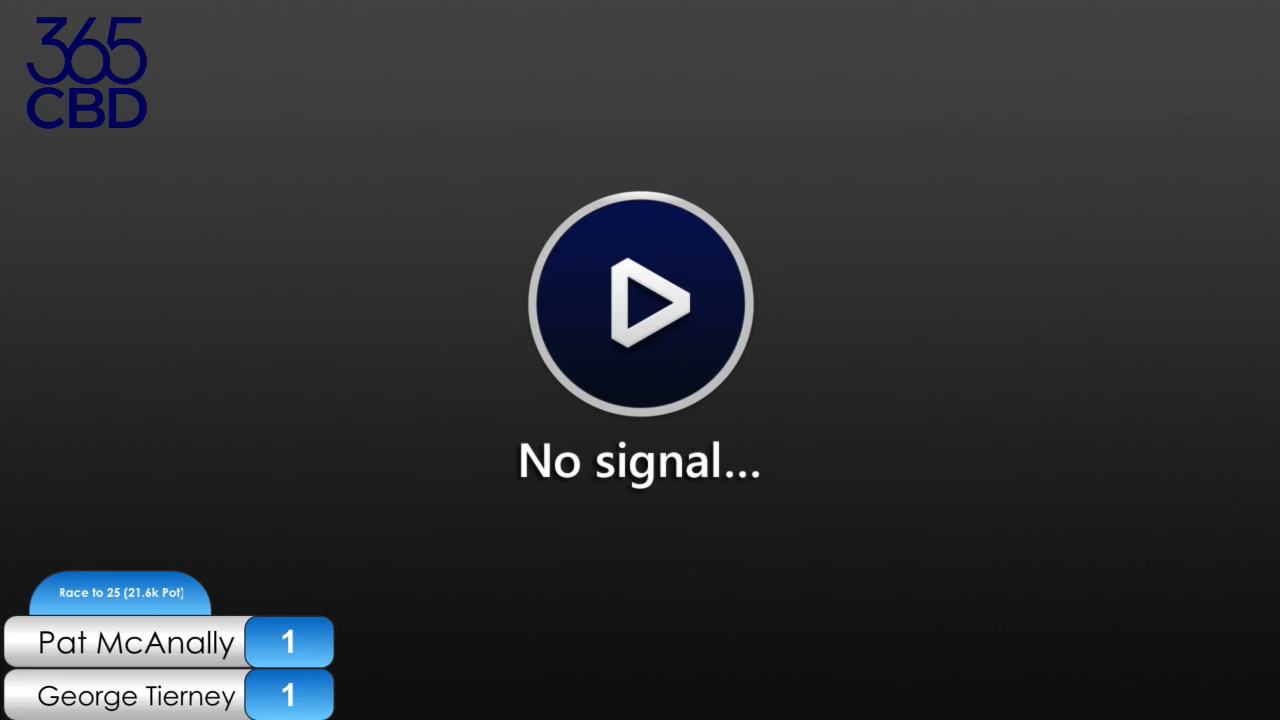 365
CBD
No signal...
Race to 25 (21.6k Pot)
Pat McAnally 1
George Tierney 1